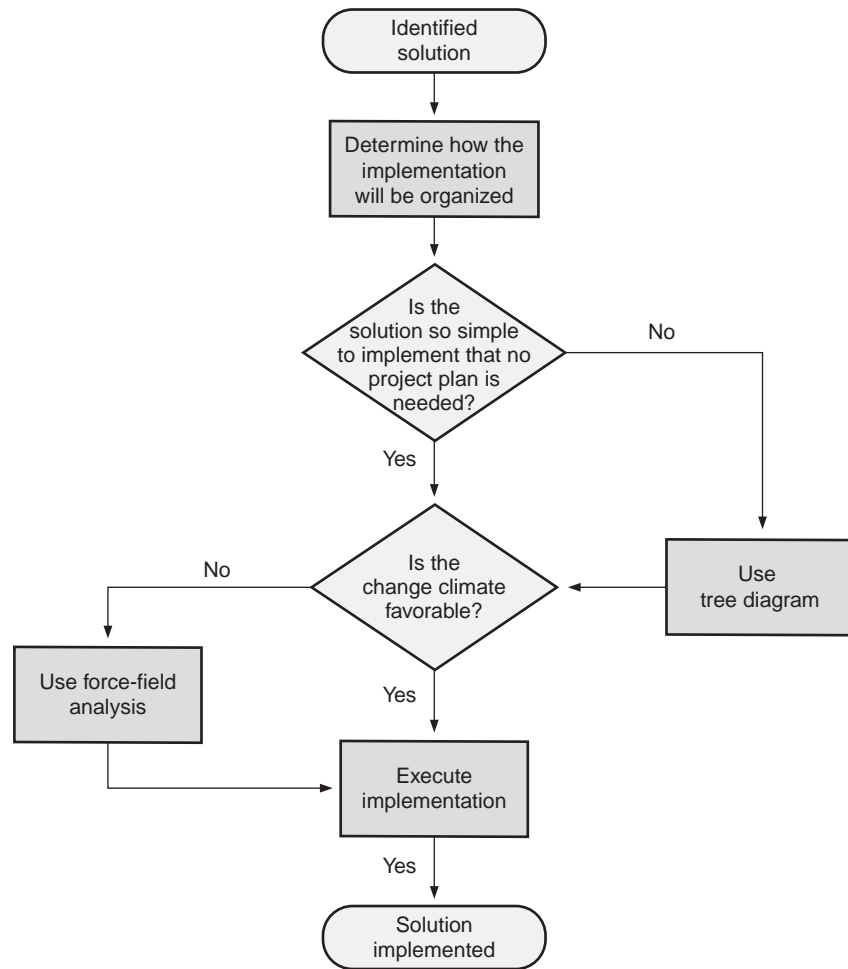 Identified
solution
Determine how the
implementation
will be organized
Is the
solution so simple
to implement that no
project plan is
needed?
No
Yes
Is the
change climate
favorable?
No
Use
tree diagram
Use force-field
analysis
Yes
Execute
implementation
Yes
Solution
implemented